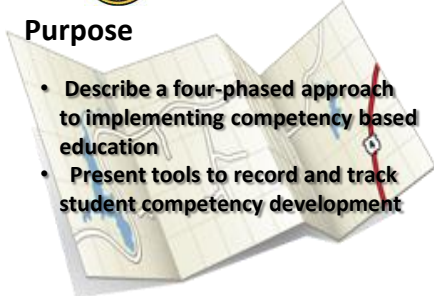 Purpose
• Describe a four-phased approach
to implementing competency based
education
• Present tools to record and track
student competency development